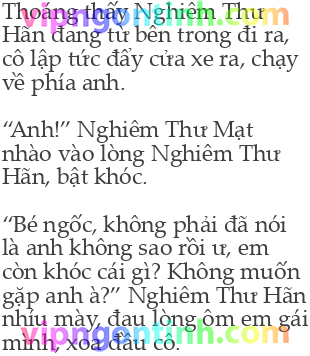 Thoáng thấy Nghiêm Thư
Hãn đang từ bên trong đi ra,
cô lập tức đẩy cửa xe ra, chạy
về phía anh.
“Anh!” Nghiêm Thư Mạt
nhào vào lòng Nghiêm Thư
Hãn, bật khóc.
“Bé ngốc, không phải đã nói
là anh không sao rồi ư, em
còn khóc cái gì? Không muốn
gặp anh à?” Nghiêm Thư Hãn
nhíu mày, đau lòng ôm em gái
mình, xoa đầu cô.
vipngontinh.com
vipngontinh.com